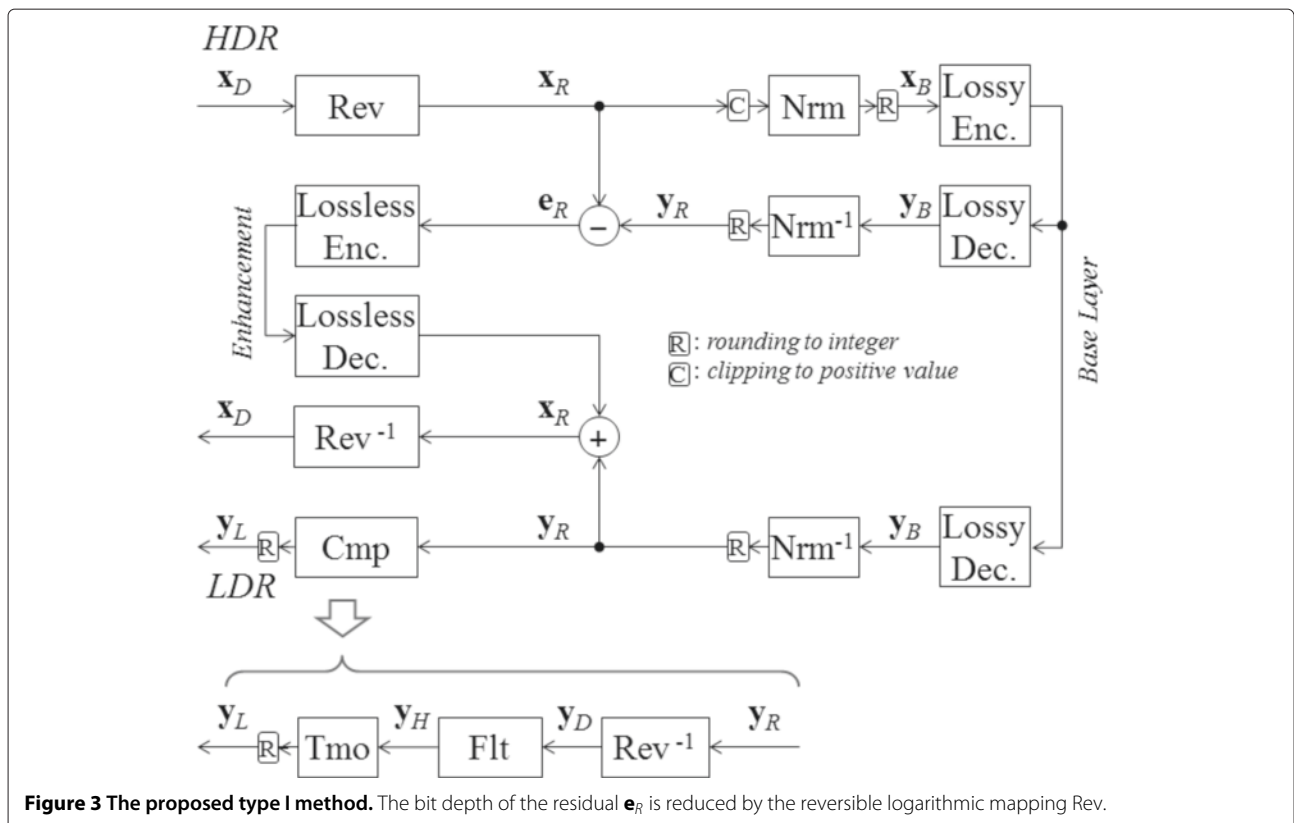 HDR
x_D
Rev
x_R
C
Nrm
R
x_B
Lossy
Enc.
Lossless
Enc.
e_R
−
y_R
R
Nrm⁻¹
y_B
Lossy
Dec.
Enhancement
Base Layer
Lossless
Dec.
R : rounding to integer
C : clipping to positive value
x_D
Rev⁻¹
x_R
+
y_L
R
Cmp
y_R
R
Nrm⁻¹
y_B
Lossy
Dec.
LDR
y_L
R
Tmo
y_H
Flt
y_D
Rev⁻¹
y_R
Figure 3 The proposed type I method. The bit depth of the residual e_R is reduced by the reversible logarithmic mapping Rev.